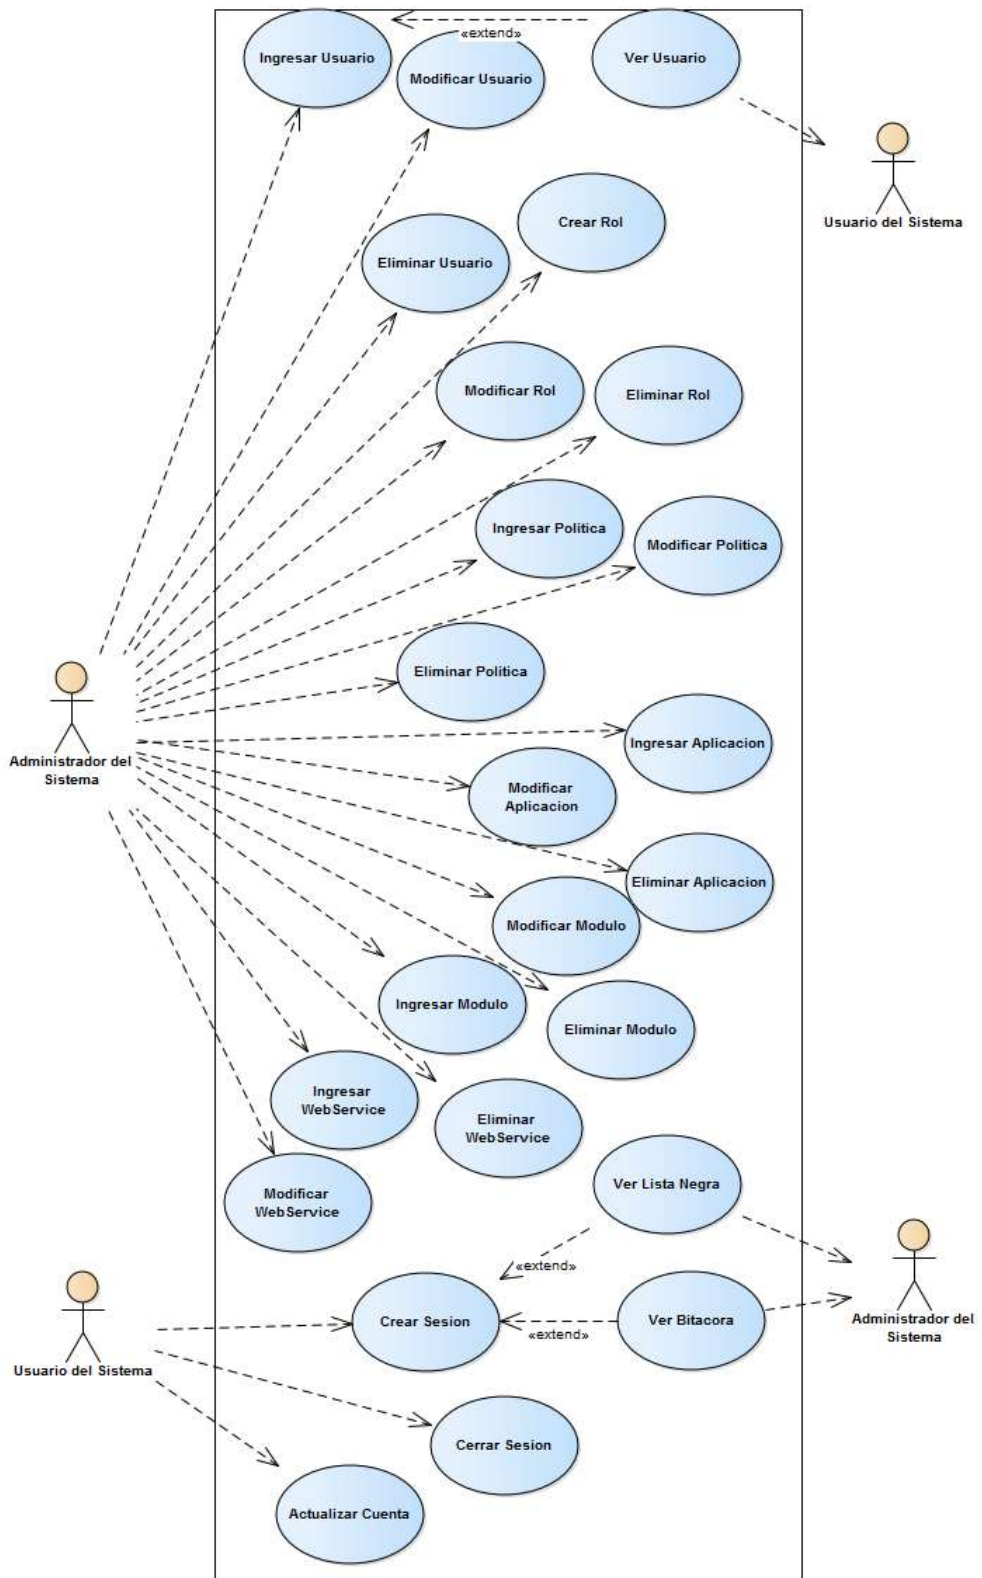 «extend»
Ingresar Usuario
Modificar Usuario
Ver Usuario
Usuario del Sistema
Crear Rol
Eliminar Usuario
Modificar Rol
Eliminar Rol
Ingresar Politica
Modificar Politica
Eliminar Politica
Administrador del
Sistema
Ingresar Aplicacion
Modificar
Aplicacion
Eliminar Aplicacion
Modificar Modulo
Ingresar Modulo
Eliminar Modulo
Ingresar
WebService
Eliminar
WebService
Ver Lista Negra
Modificar
WebService
«extend»
Crear Sesion
«extend»
Ver Bitacora
Administrador del
Sistema
Usuario del Sistema
Cerrar Sesion
Actualizar Cuenta